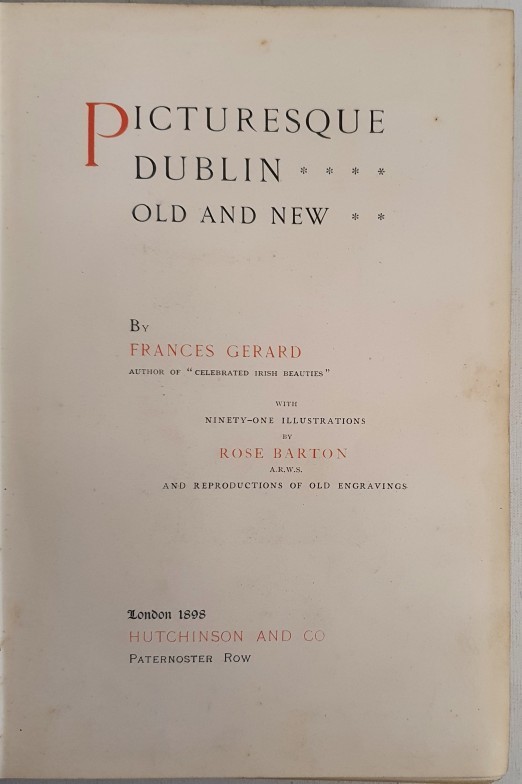 PICTURESQUE
DUBLIN * * * *
OLD AND NEW * *
BY
FRANCES GERARD
AUTHOR OF "CELEBRATED IRISH BEAUTIES"
WITH
NINETY-ONE ILLUSTRATIONS
BY
ROSE BARTON
A.R.W.S.
AND REPRODUCTIONS OF OLD ENGRAVINGS
London 1898
HUTCHINSON AND CO
PATERNOSTER ROW